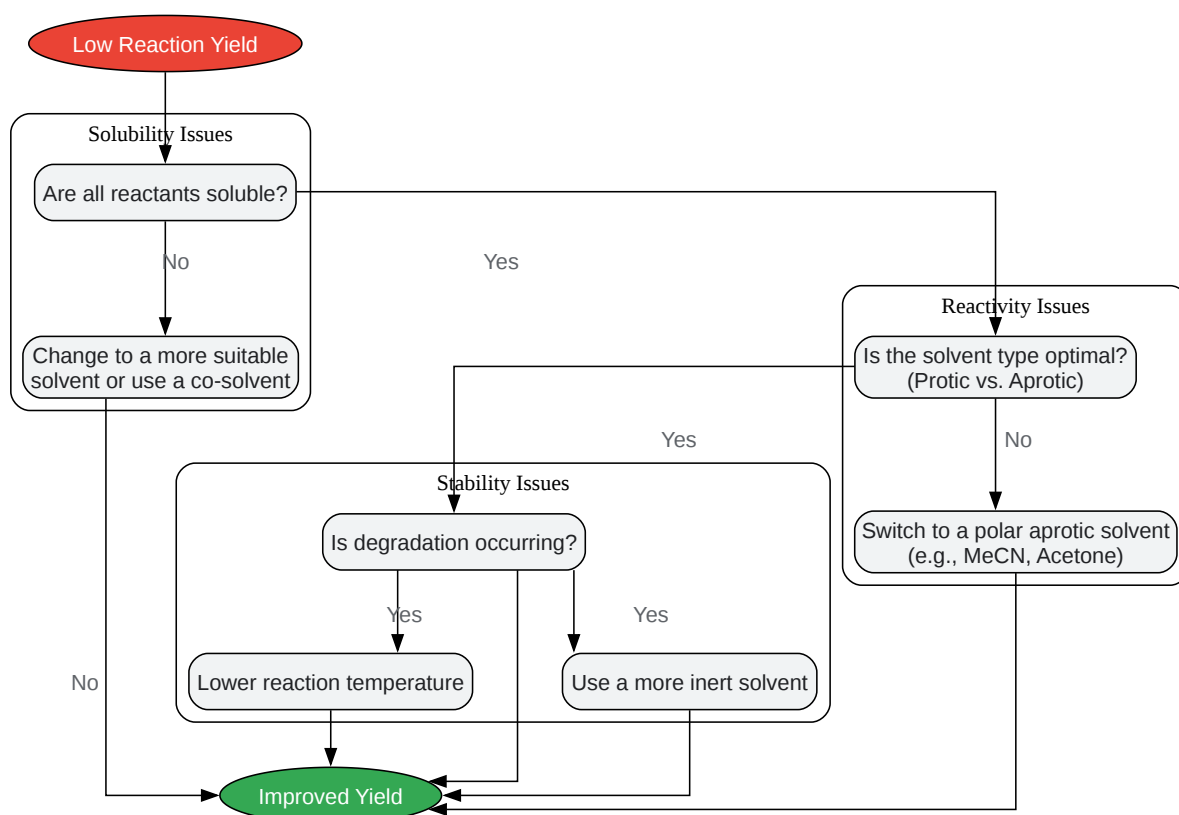 Low Reaction Yield
Solubility Issues
Are all reactants soluble?
No
Yes
Reactivity Issues
Change to a more suitable
solvent or use a co-solvent
Is the solvent type optimal?
(Protic vs. Aprotic)
Yes
No
Stability Issues
Is degradation occurring?
Switch to a polar aprotic solvent
(e.g., MeCN, Acetone)
Yes
Yes
No
Lower reaction temperature
Use a more inert solvent
Improved Yield